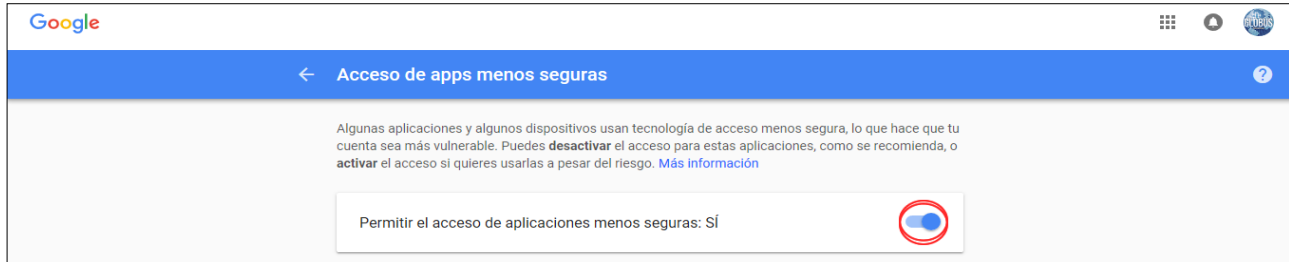 Google
GLOBUS
Acceso de apps menos seguras
?
Algunas aplicaciones y algunos dispositivos usan tecnología de acceso menos segura, lo que hace que tu
cuenta sea más vulnerable. Puedes desactivar el acceso para estas aplicaciones, como se recomienda, o
activar el acceso si quieres usarlas a pesar del riesgo. Más información
Permitir el acceso de aplicaciones menos seguras: SÍ